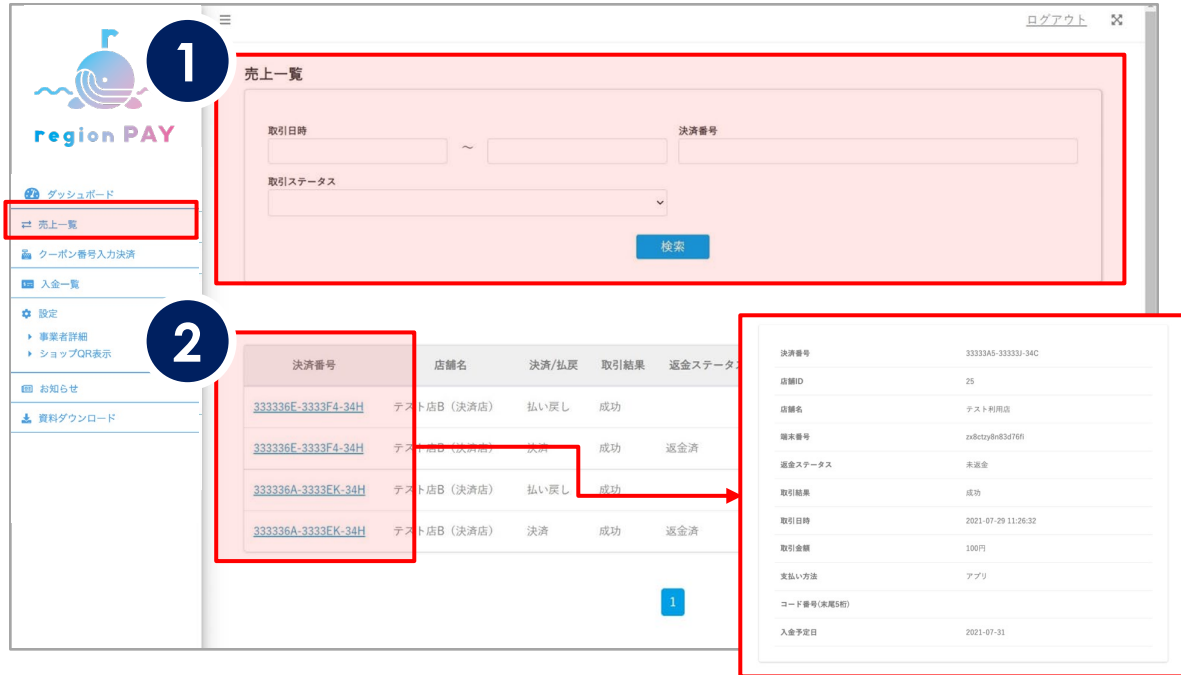 region PAY
ダッシュボード
売上一覧
クーポン番号入力決済
入金一覧
設定
事業者詳細
ショップQR表示
お知らせ
資料ダウンロード
ログアウト
1
売上一覧
取引日時
～
決済番号
取引ステータス
検索
2
決済番号 店舗名 決済/払戻 取引結果 返金ステータス
333336E-3333F4-34H テスト店B（決済店） 払い戻し 成功
333336E-3333F4-34H テスト店B（決済店） 決済 成功 返金済
333336A-3333EK-34H テスト店B（決済店） 払い戻し 成功
333336A-3333EK-34H テスト店B（決済店） 決済 成功 返金済
1
決済番号 33333A5-33333J-34C
店舗ID 25
店舗名 テスト利用店
端末番号 zx8ctzy8n83d76fi
返金ステータス 未返金
取引結果 成功
取引日時 2021-07-29 11:26:32
取引金額 100円
支払い方法 アプリ
コード番号(末尾5桁)
入金予定日 2021-07-31